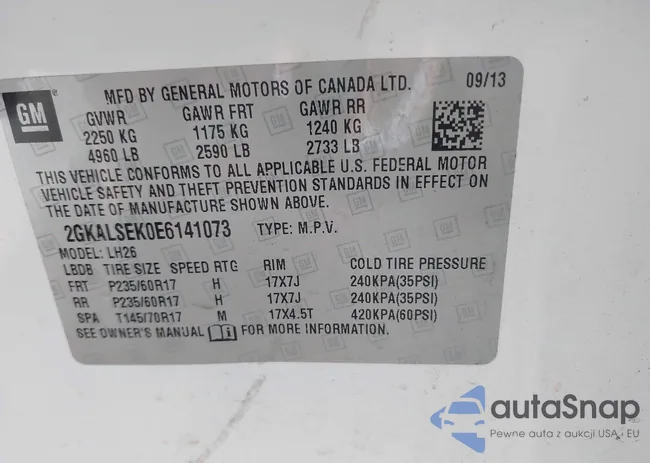 GM
MFD BY GENERAL MOTORS OF CANADA LTD. 09/13
GVWR GAWR FRT GAWR RR
2250 KG 1175 KG 1240 KG
4960 LB 2590 LB 2733 LB
THIS VEHICLE CONFORMS TO ALL APPLICABLE U.S. FEDERAL MOTOR
VEHICLE SAFETY AND THEFT PREVENTION STANDARDS IN EFFECT ON
THE DATE OF MANUFACTURE SHOWN ABOVE.
2GKALSEK0E6141073 TYPE: M.P.V.
MODEL: LH26
LBDB TIRE SIZE SPEED RTG RIM COLD TIRE PRESSURE
FRT P235/60R17 H 17X7J 240KPA(35PSI)
RR P235/60R17 H 17X7J 240KPA(35PSI)
SPA T145/70R17 M 17X4.5T 420KPA(60PSI)
SEE OWNER'S MANUAL FOR MORE INFORMATION.
autaSnap
Pewne auta z aukcji USA i EU